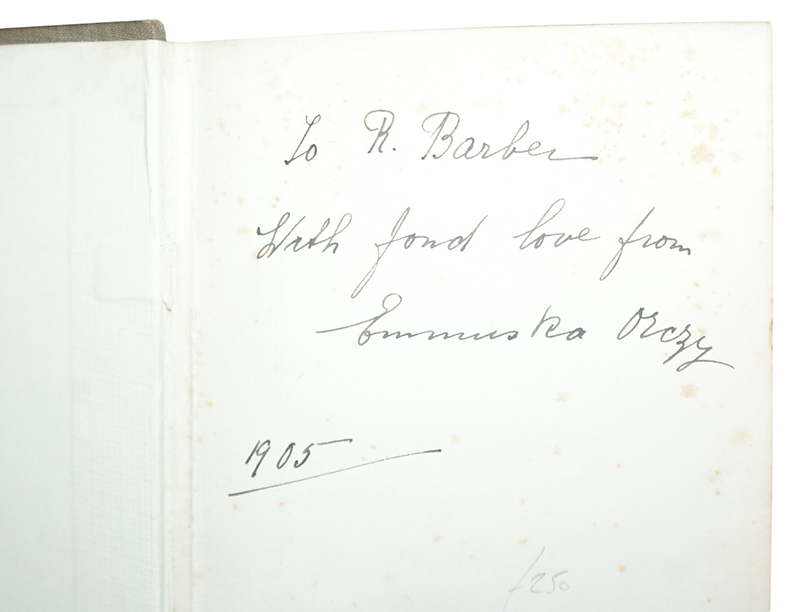 To R. Barber
With fond love from
Emmuska Orczy
1905
£250